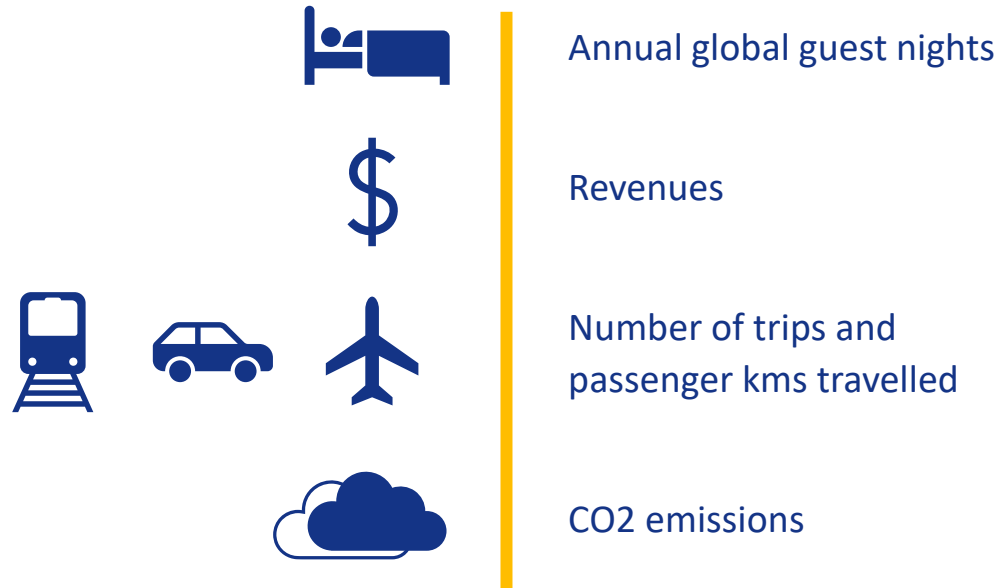 Annual global guest nights
$
Revenues
Number of trips and
passenger kms travelled
CO2 emissions